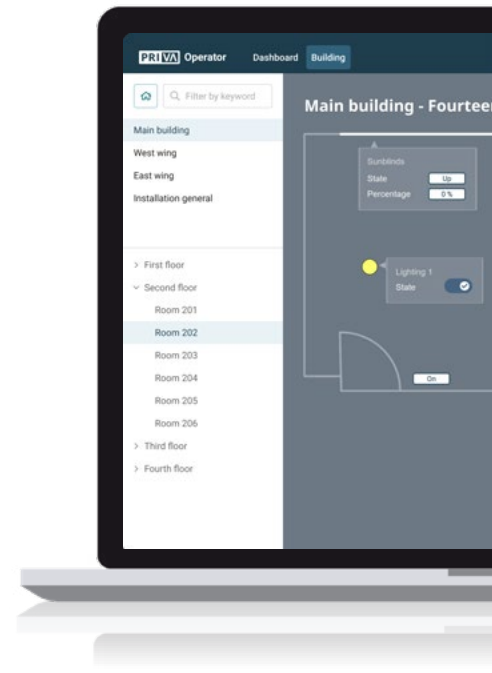 PRIVA Operator Dashboard Building
Filter by keyword
Main building - Fourteen
Main building
West wing
East wing
Installation general
Sunblinds
State Up
Percentage 0 %
Lighting 1
State
On
> First floor
Second floor
Room 201
Room 202
Room 203
Room 204
Room 205
Room 206
> Third floor
> Fourth floor